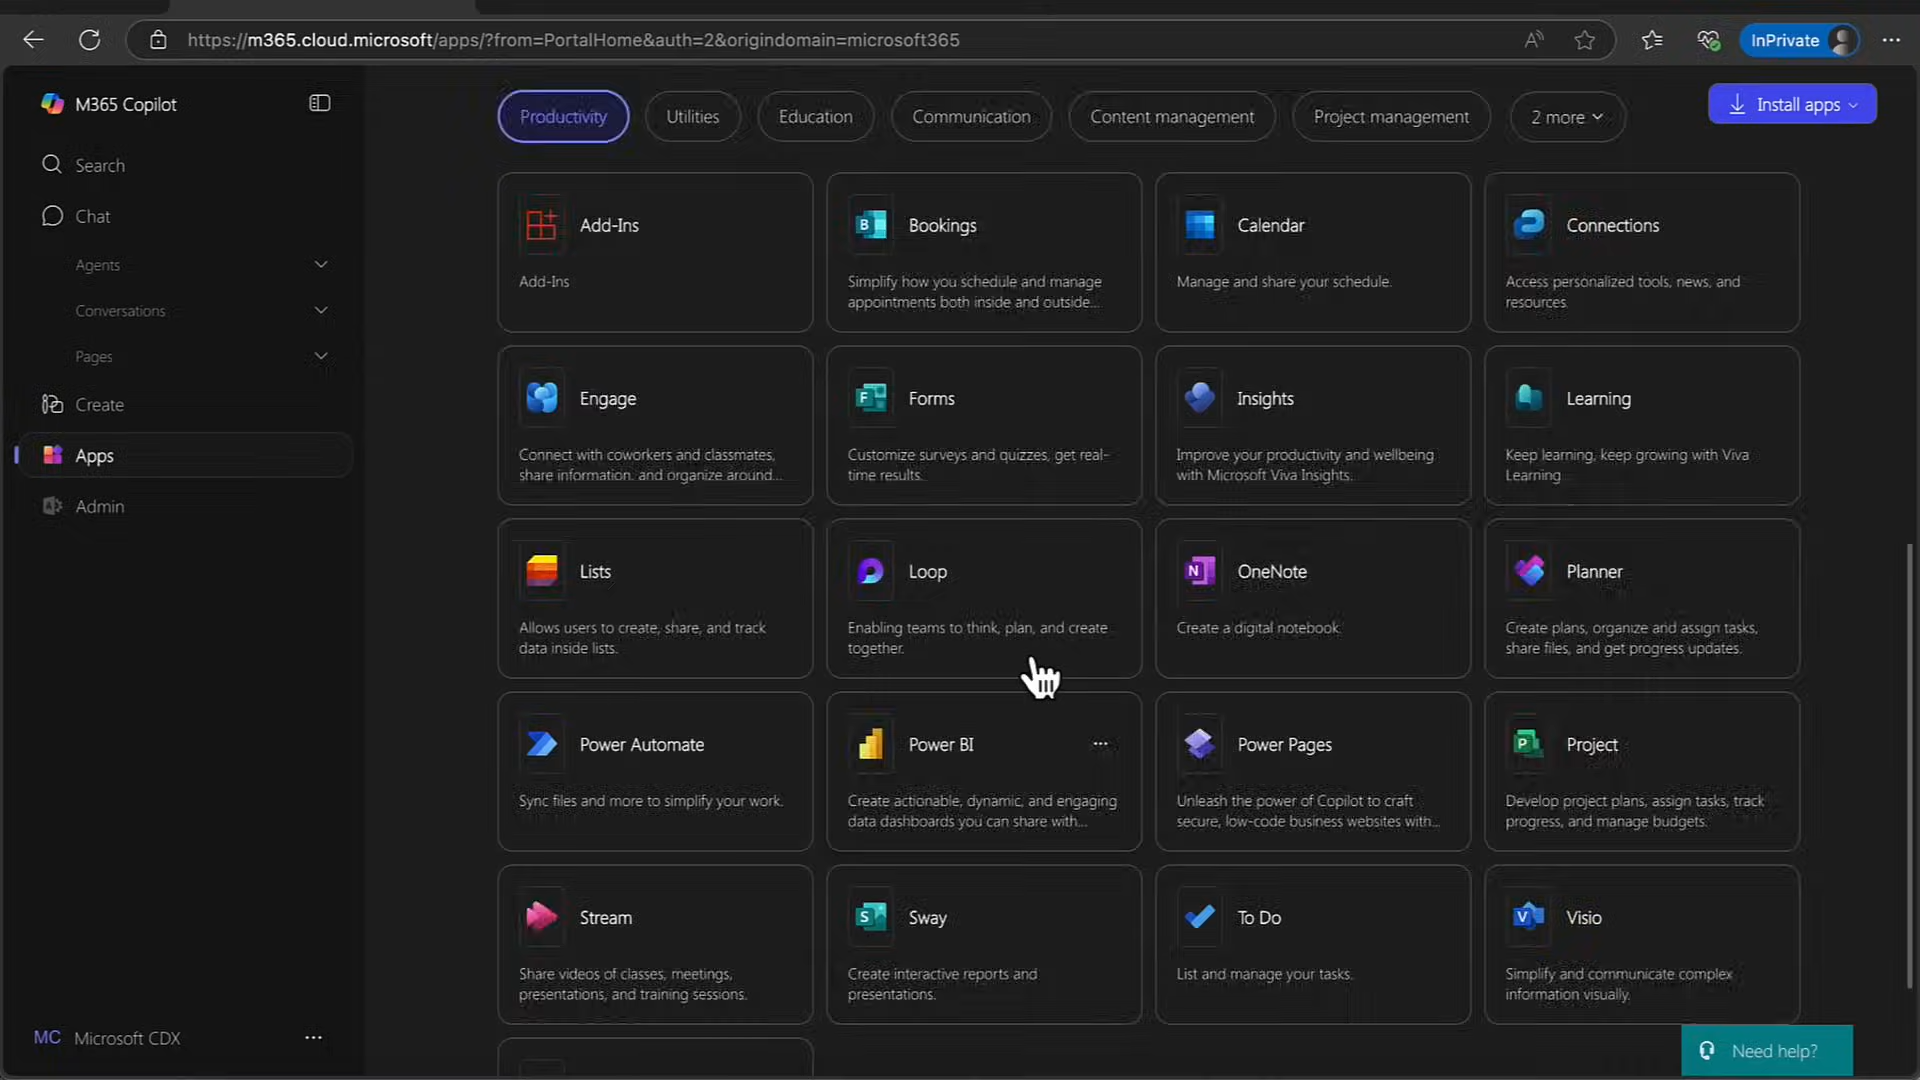 https://m365.cloud.microsoft/apps/?from=PortalHome&auth=2&origindomain=microsoft365
InPrivate
M365 Copilot
Search
Chat
Agents
Conversations
Pages
Create
Apps
Admin
MC Microsoft CDX
Productivity
Utilities
Education
Communication
Content management
Project management
2 more
Install apps
Add-Ins
Add-Ins
Bookings
Simplify how you schedule and manage
appointments both inside and outside...
Calendar
Manage and share your schedule.
Connections
Access personalized tools, news, and
resources.
Engage
Connect with coworkers and classmates,
share information, and organize around...
Forms
Customize surveys and quizzes, get real-
time results.
Insights
Improve your productivity and wellbeing
with Microsoft Viva Insights.
Learning
Keep learning, keep growing with Viva
Learning.
Lists
Allows users to create, share, and track
data inside lists.
Loop
Enabling teams to think, plan, and create
together.
OneNote
Create a digital notebook.
Planner
Create plans, organize and assign tasks,
share files, and get progress updates.
Power Automate
Sync files and more to simplify your work.
Power BI
Create actionable, dynamic, and engaging
data dashboards you can share with...
Power Pages
Unleash the power of Copilot to craft
secure, low-code business websites with...
Project
Develop project plans, assign tasks, track
progress, and manage budgets.
Stream
Share videos of classes, meetings,
presentations, and training sessions.
Sway
Create interactive reports and
presentations.
To Do
List and manage your tasks.
Visio
Simplify and communicate complex
information visually.
Need help?